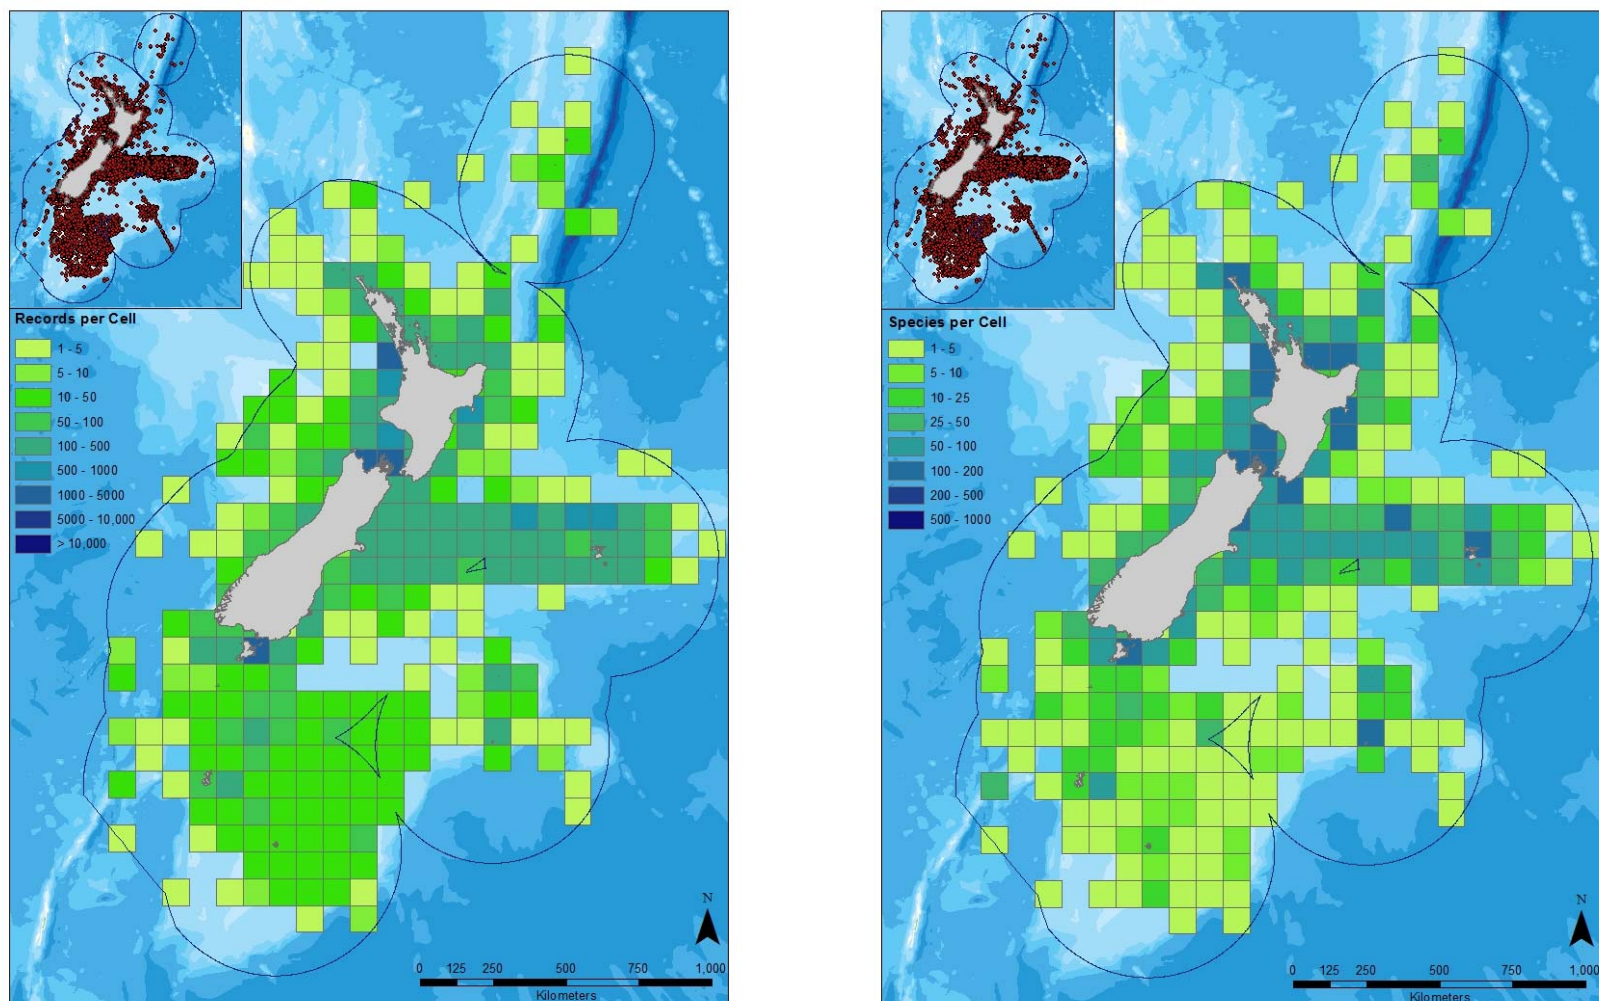 Records per Cell
1 - 5
5 - 10
10 - 50
50 - 100
100 - 500
500 - 1000
1000 - 5000
5000 - 10,000
> 10,000
N
0 125 250 500 750 1,000
Kilometers
Species per Cell
1 - 5
5 - 10
10 - 25
25 - 50
50 - 100
100 - 200
200 - 500
500 - 1000
N
0 125 250 500 750 1,000
Kilometers